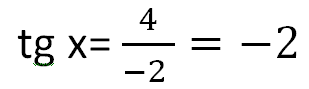 tg x= 4/-2 = -2